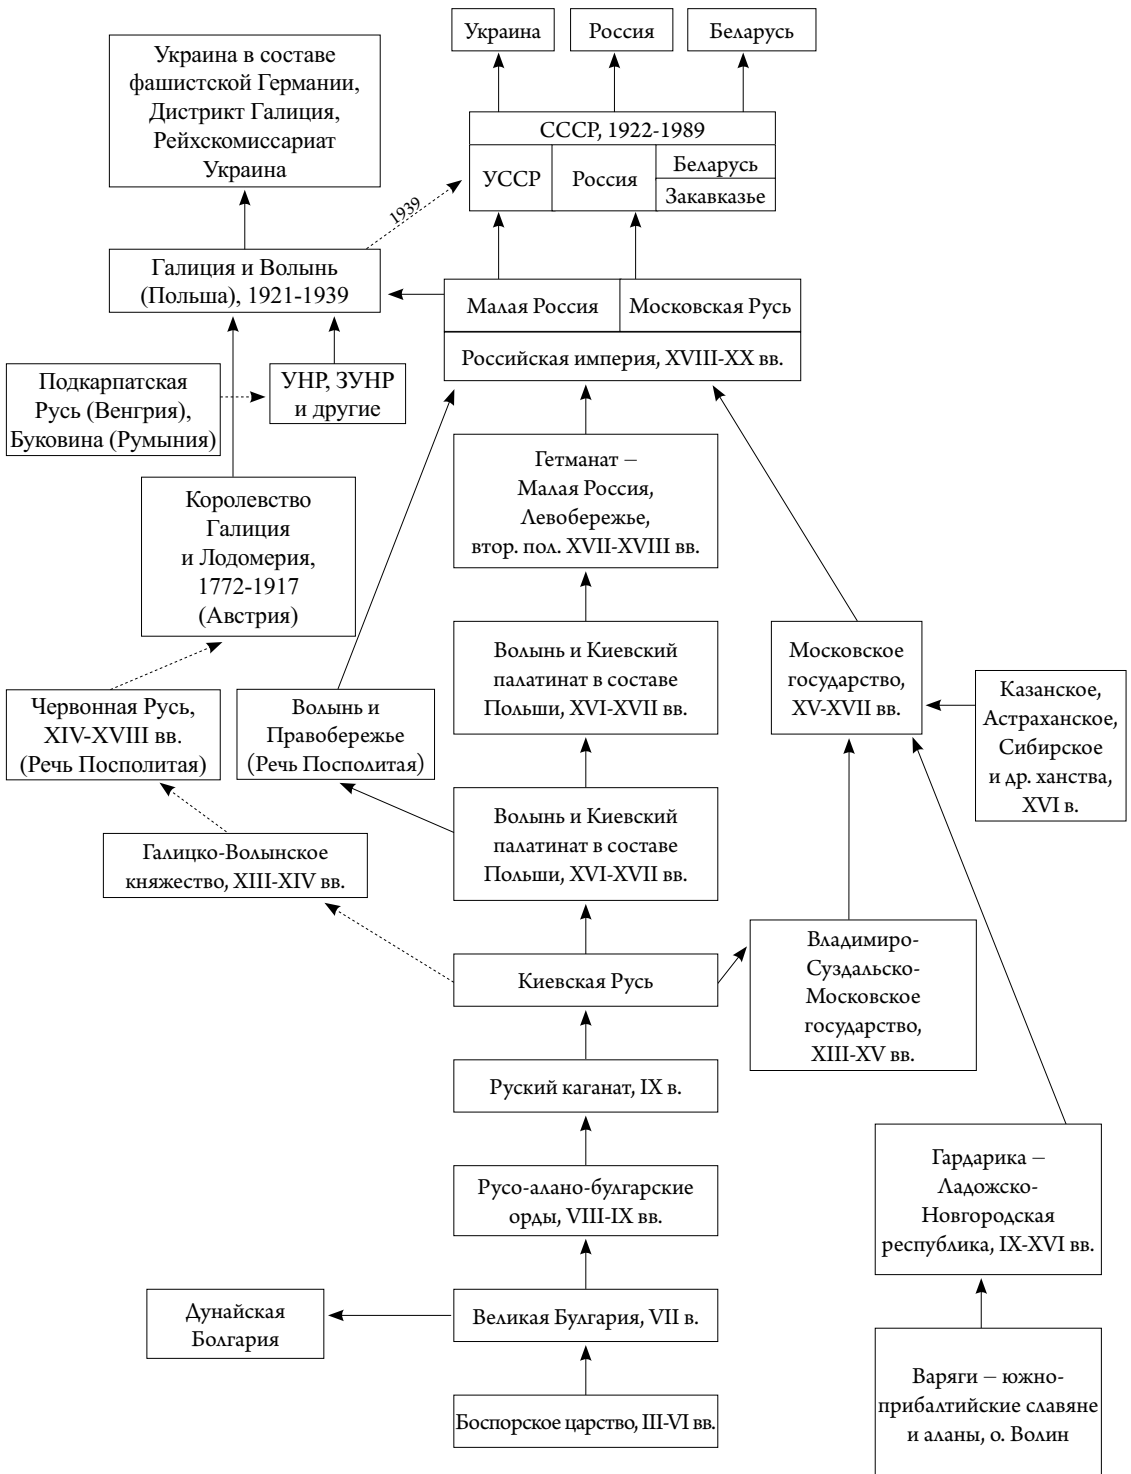 Украина
Россия
Беларусь
Украина в составе
фашистской Германии,
Дистрикт Галиция,
Рейхскомиссариат
Украина
СССР, 1922-1989
УССР
Россия
Беларусь
Закавказье
1939
Галиция и Волынь
(Польша), 1921-1939
Малая Россия
Московская Русь
Российская империя, XVIII-XX вв.
Подкарпатская
Русь (Венгрия),
Буковина (Румыния)
УНР, ЗУНР
и другие
Гетманат –
Малая Россия,
Левобережье,
втор. пол. XVII-XVIII вв.
Королевство
Галиция
и Лодомерия,
1772-1917
(Австрия)
Волынь и Киевский
палатинат в составе
Польши, XVI-XVII вв.
Московское
государство,
XV-XVII вв.
Казанское,
Астраханское,
Сибирское
и др. ханства,
XVI в.
Червонная Русь,
XIV-XVIII вв.
(Речь Посполитая)
Волынь и
Правобережье
(Речь Посполитая)
Волынь и Киевский
палатинат в составе
Польши, XVI-XVII вв.
Галицко-Волынское
княжество, XIII-XIV вв.
Киевская Русь
Владимиро-
Суздальско-
Московское
государство,
XIII-XV вв.
Руский каганат, IX в.
Гардарика –
Ладожско-
Новгородская
республика, IX-XVI вв.
Русо-алано-булгарские
орды, VIII-IX вв.
Дунайская
Болгария
Великая Булгария, VII в.
Варяги – южно-
прибалтийские славяне
и аланы, о. Волин
Боспорское царство, III-VI вв.